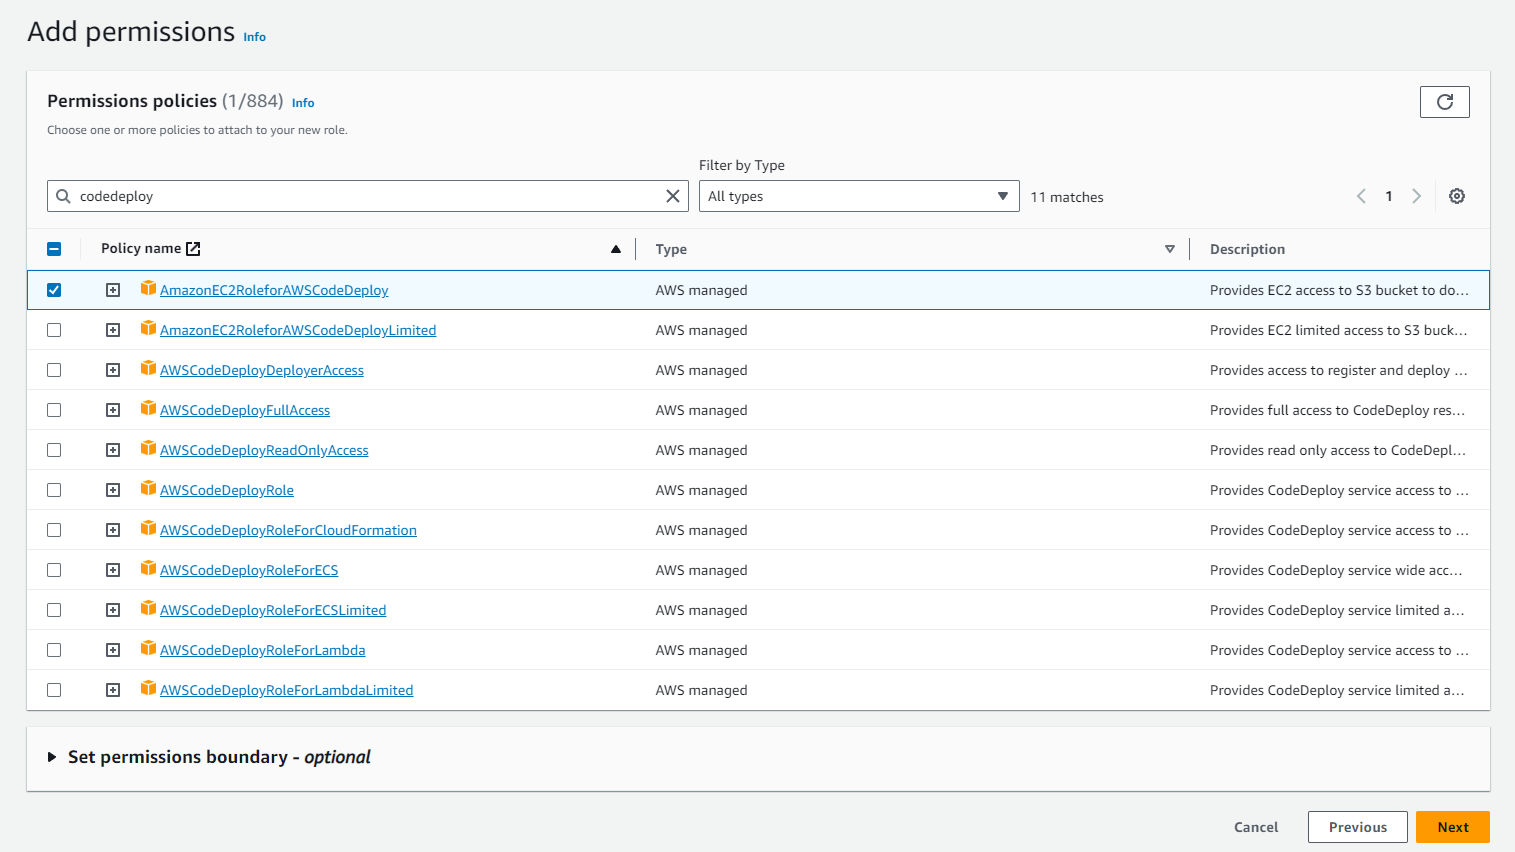 Add permissions Info
Permissions policies (1/884) Info
Choose one or more policies to attach to your new role.
Filter by Type
codedeploy All types 11 matches 1
Policy name Type Description
AmazonEC2RoleforAWSCodeDeploy AWS managed Provides EC2 access to S3 bucket to do...
AmazonEC2RoleforAWSCodeDeployLimited AWS managed Provides EC2 limited access to S3 buck...
AWSCodeDeployDeployerAccess AWS managed Provides access to register and deploy ...
AWSCodeDeployFullAccess AWS managed Provides full access to CodeDeploy res...
AWSCodeDeployReadOnlyAccess AWS managed Provides read only access to CodeDepl...
AWSCodeDeployRole AWS managed Provides CodeDeploy service access to ...
AWSCodeDeployRoleForCloudFormation AWS managed Provides CodeDeploy service access to ...
AWSCodeDeployRoleForECS AWS managed Provides CodeDeploy service wide acc...
AWSCodeDeployRoleForECSLimited AWS managed Provides CodeDeploy service limited a...
AWSCodeDeployRoleForLambda AWS managed Provides CodeDeploy service access to ...
AWSCodeDeployRoleForLambdaLimited AWS managed Provides CodeDeploy service limited a...
Set permissions boundary - optional
Cancel Previous Next